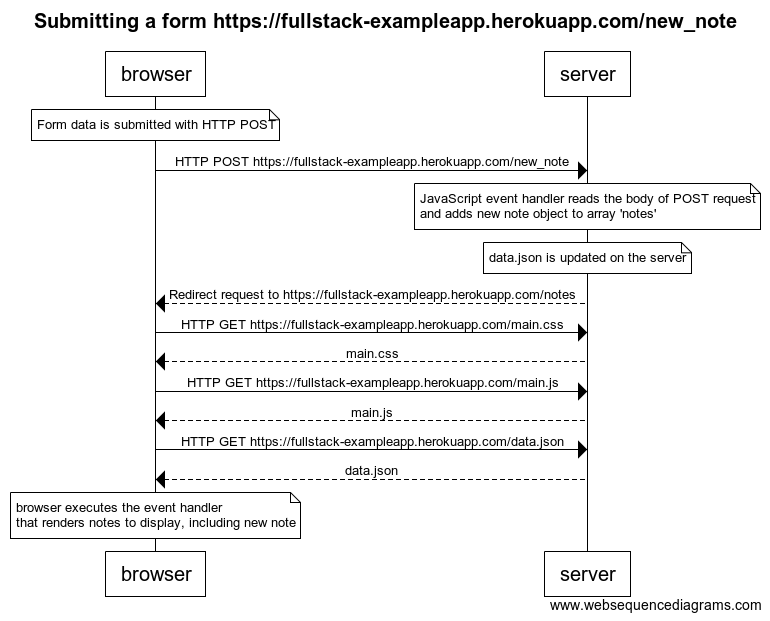 Submitting a form https://fullstack-exampleapp.herokuapp.com/new_note
browser
server
Form data is submitted with HTTP POST
HTTP POST https://fullstack-exampleapp.herokuapp.com/new_note
JavaScript event handler reads the body of POST request
and adds new note object to array 'notes'
data.json is updated on the server
Redirect request to https://fullstack-exampleapp.herokuapp.com/notes
HTTP GET https://fullstack-exampleapp.herokuapp.com/main.css
main.css
HTTP GET https://fullstack-exampleapp.herokuapp.com/main.js
main.js
HTTP GET https://fullstack-exampleapp.herokuapp.com/data.json
data.json
browser executes the event handler
that renders notes to display, including new note
browser
server
www.websequencediagrams.com